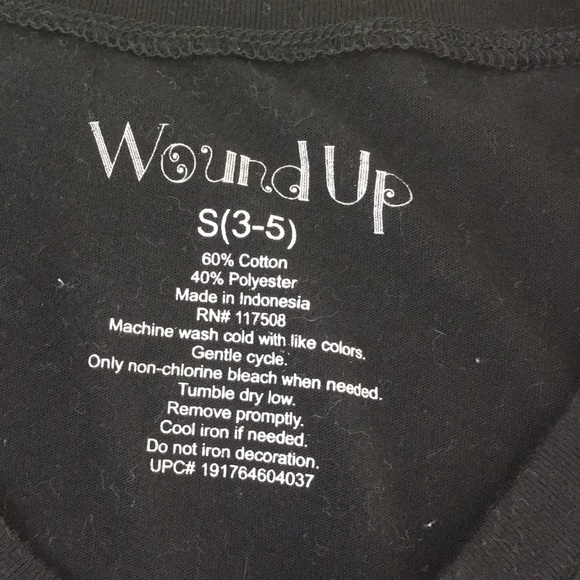 Wound Up
S(3-5)
60% Cotton
40% Polyester
Made in Indonesia
RN# 117508
Machine wash cold with like colors.
Gentle cycle.
Only non-chlorine bleach when needed.
Tumble dry low.
Remove promptly.
Cool iron if needed.
Do not iron decoration.
UPC# 191764604037